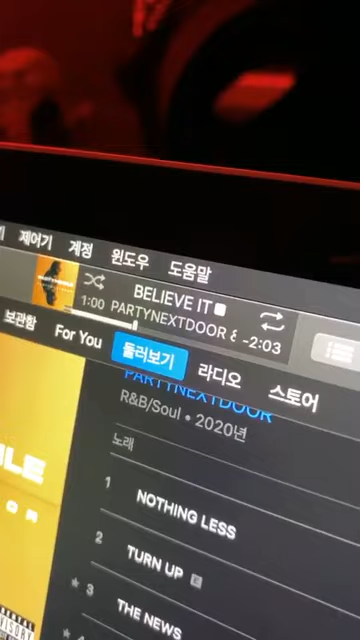 제어기 계정 윈도우 도움말
BELIEVE IT
1:00 PARTYNEXTDOOR & -2:03
보관함 For You 둘러보기 라디오 스토어
PARTYNEXTDOOR
R&B/Soul • 2020년
노래
1 NOTHING LESS
2 TURN UP E
★ 3 THE NEWS
★ 4